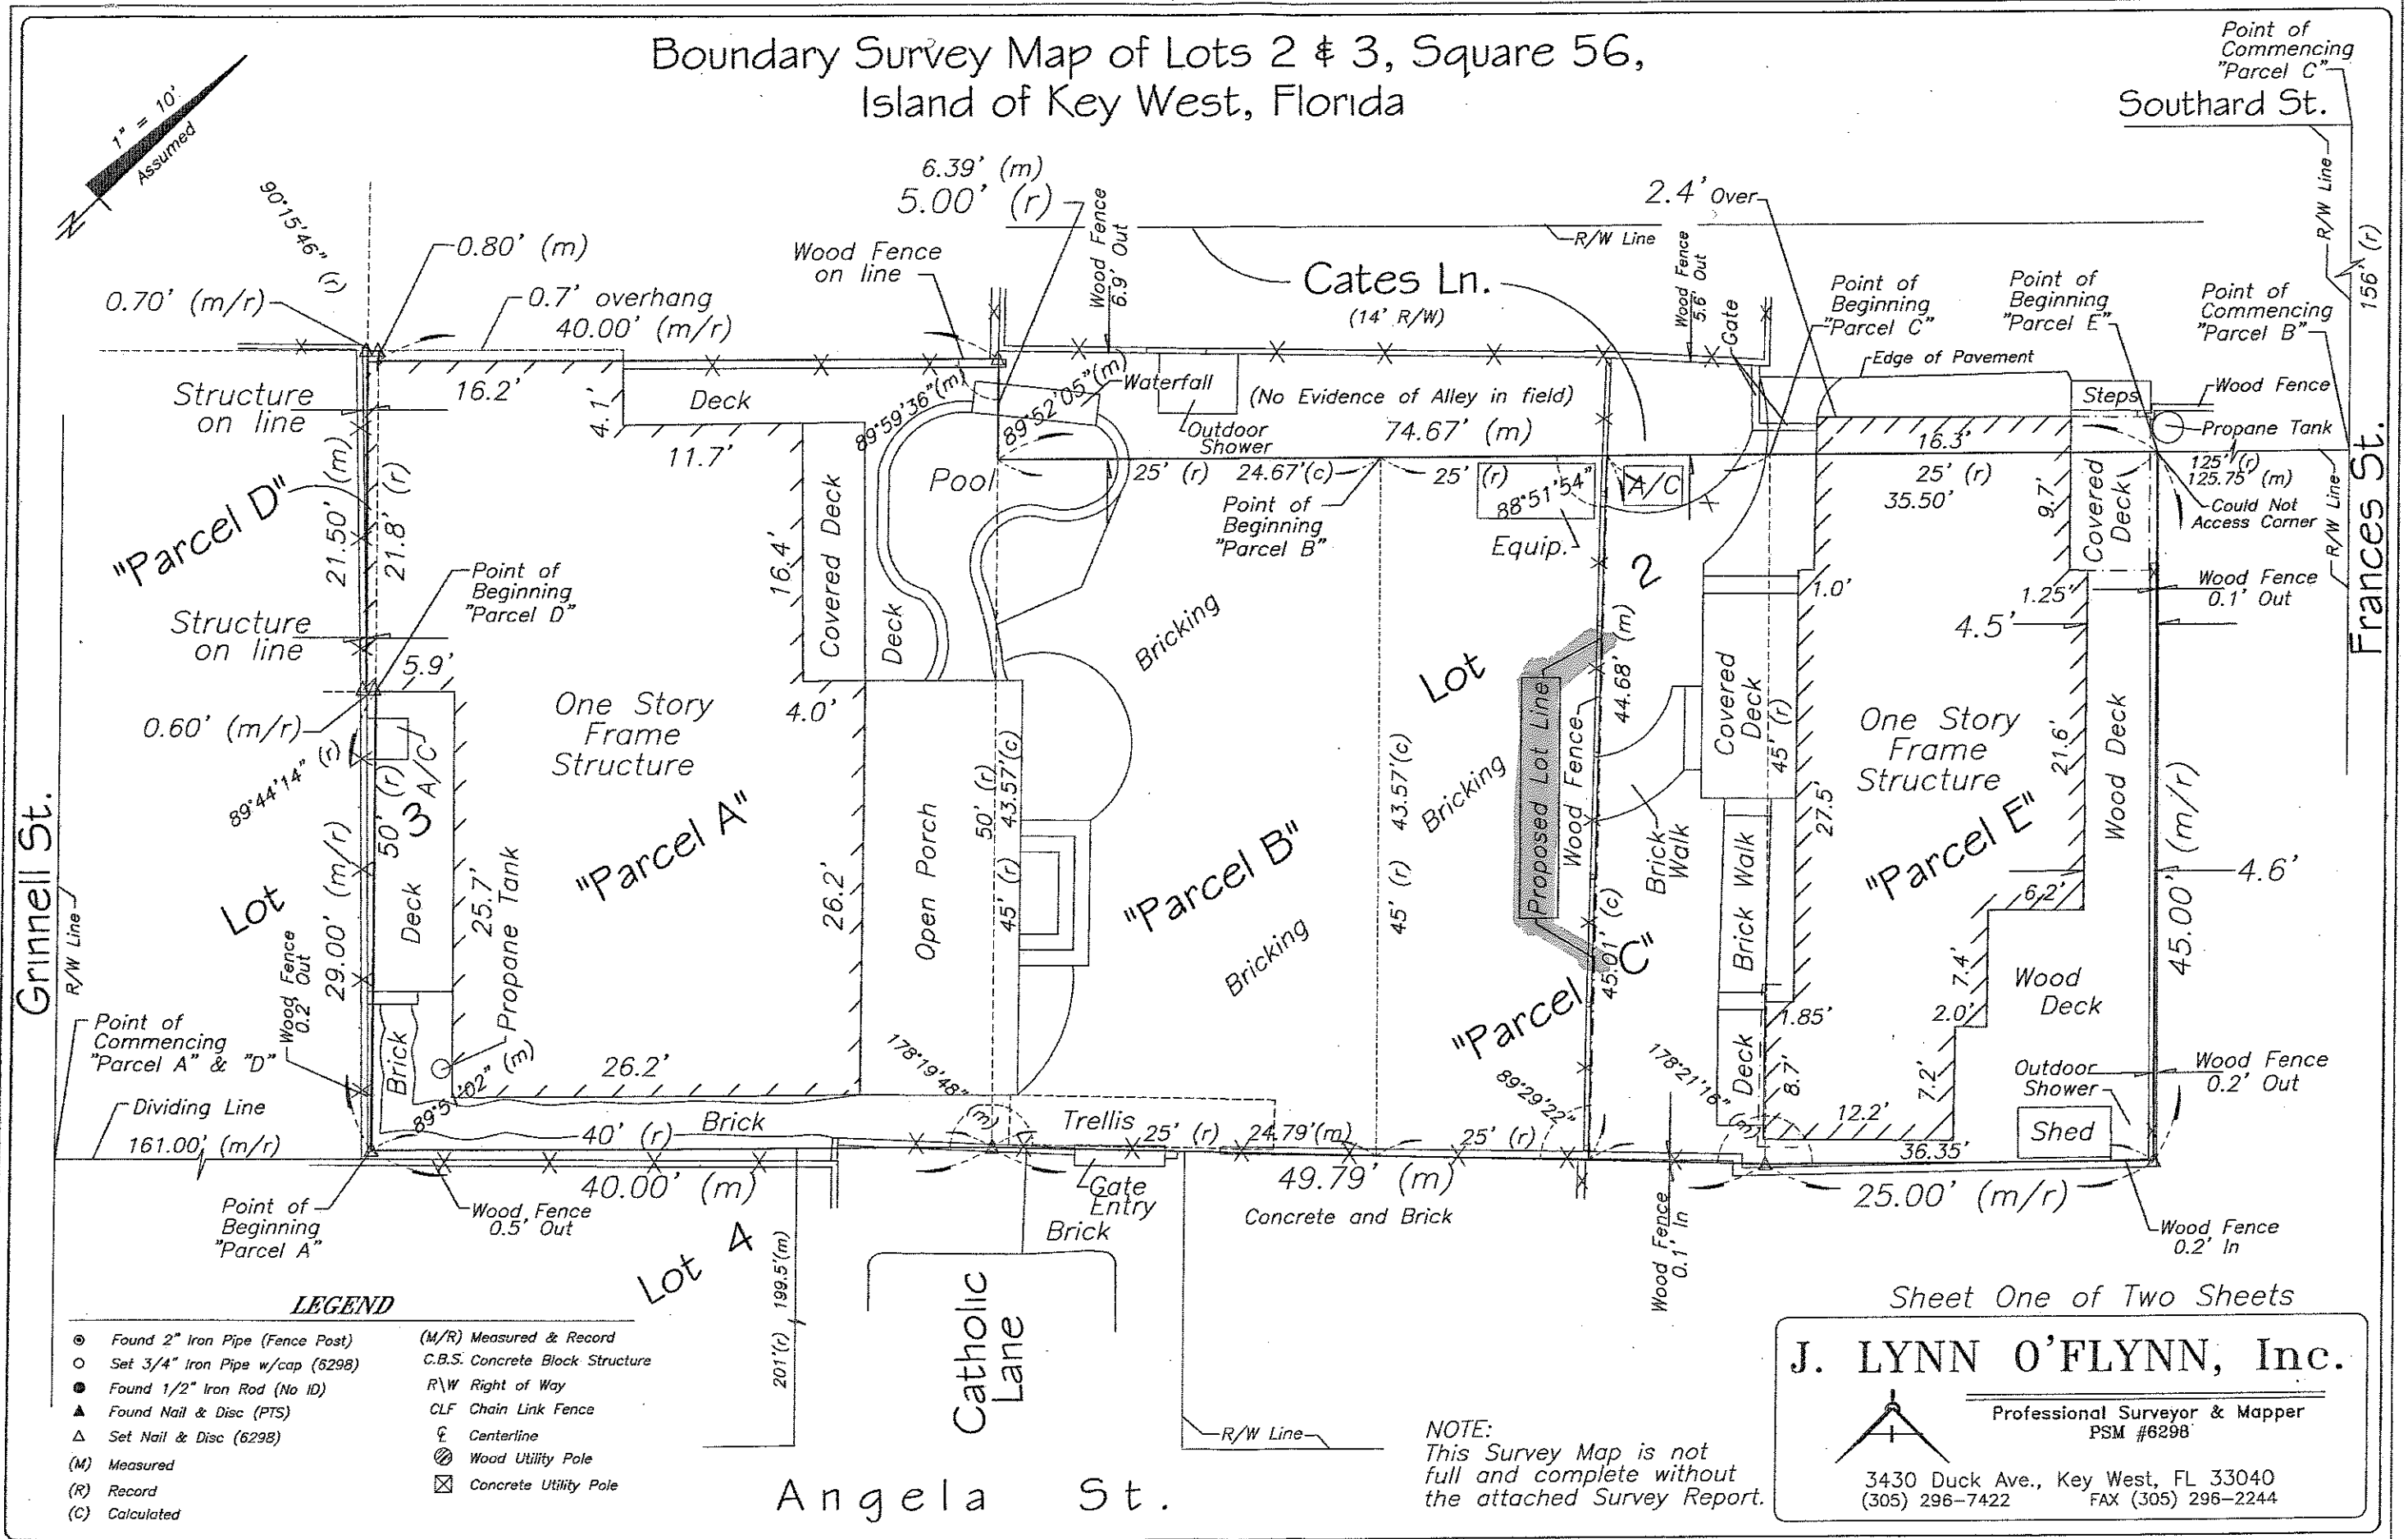 Boundary Survey Map of Lots 2 & 3, Square 56,
Island of Key West, Florida
Point of
Commencing
"Parcel C"
Southard St.
1" = 10'
Assumed
N
90°15'46" (r)
0.80' (m)
0.70' (m/r)
0.7' overhang
40.00' (m/r)
Wood Fence
on line
6.39' (m)
5.00' (r)
Wood Fence
6.9' Out
R/W Line
Cates Ln.
(14' R/W)
2.4' Over
Wood Fence
5.6' Out
Gate
Point of
Beginning
"Parcel C"
Point of
Beginning
"Parcel E"
Point of
Commencing
"Parcel B"
R/W Line
156' (r)
Edge of Pavement
Structure
on line
16.2'
4.1'
Deck
11.7'
89°59'36"(m)
89°52'05"(m)
Waterfall
Outdoor
Shower
(No Evidence of Alley in field)
74.67' (m)
Steps
Wood Fence
Propane Tank
16.3'
125' (r)
125.75' (m)
Could Not
Access Corner
R/W Line
Frances St.
"Parcel D"
21.50' (m)
21.8' (r)
Pool
25' (r)
24.67'(c)
25' (r)
88°51'54"
A/C
Equip.
25' (r)
35.50'
9.7'
Covered
Deck
Point of
Beginning
"Parcel B"
Point of
Beginning
"Parcel D"
16.4'
Covered Deck
Deck
Bricking
2
Lot
1.0'
1.25'
Wood Fence
0.1' Out
4.5'
Structure
on line
5.9'
0.60' (m/r)
One Story
Frame
Structure
4.0'
44.68' (m)
Proposed Lot Line
Wood Fence
Covered
Deck
45' (r)
One Story
Frame
Structure
21.6'
Wood Deck
89°44'14" (r)
A/C
50' (r)
3
Lot
"Parcel A"
50' (r)
43.57'(c)
43.57'(c)
Bricking
Brick
Walk
27.5'
"Parcel E"
45.00' (m/r)
Grinnell St.
R/W Line
29.00' (m/r)
Deck
25.7'
Propane Tank
26.2'
Open Porch
45' (r)
"Parcel B"
45' (r)
Bricking
45.01' (c)
"Parcel C"
Brick Walk
6.2'
4.6'
7.4'
2.0'
Wood
Deck
Wood Fence
0.2' Out
Point of
Commencing
"Parcel A" & "D"
Brick
89°51'02" (m)
26.2'
178°19'48" (m)
89°29'22"
178°21'16" (m)
Deck
1.85'
8.7'
7.2'
12.2'
Outdoor
Shower
Wood Fence
0.2' Out
Shed
Dividing Line
161.00' (m/r)
40' (r)
Brick
Trellis
25' (r)
24.79'(m)
25' (r)
36.35'
Point of
Beginning
"Parcel A"
40.00' (m)
Wood Fence
0.5' Out
Gate
Entry
Brick
49.79' (m)
Concrete and Brick
Wood Fence
0.1' In
25.00' (m/r)
Wood Fence
0.2' In
Lot 4
201'(r) , 199.5'(m)
Catholic
Lane
R/W Line
Angela St.
LEGEND
Found 2" Iron Pipe (Fence Post)
Set 3/4" Iron Pipe w/cap (6298)
Found 1/2" Iron Rod (No ID)
Found Nail & Disc (PTS)
Set Nail & Disc (6298)
(M) Measured
(R) Record
(C) Calculated
(M/R) Measured & Record
C.B.S. Concrete Block Structure
R\W Right of Way
CLF Chain Link Fence
℄ Centerline
Wood Utility Pole
Concrete Utility Pole
NOTE:
This Survey Map is not
full and complete without
the attached Survey Report.
Sheet One of Two Sheets
J. LYNN O'FLYNN, Inc.
Professional Surveyor & Mapper
PSM #6298
3430 Duck Ave., Key West, FL 33040
(305) 296-7422 FAX (305) 296-2244